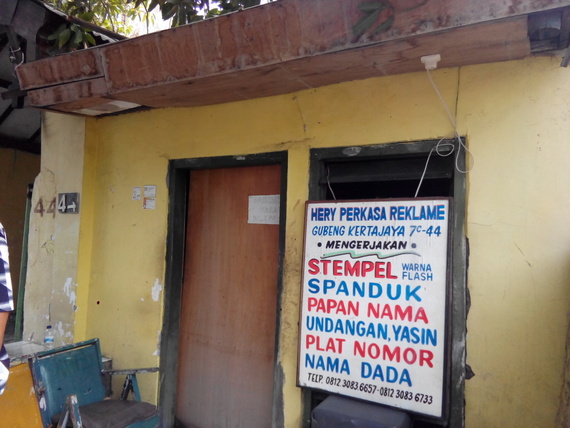 HERY PERKASA REKLAME
GUBENG KERTAJAYA 7C-44
• MENGERJAKAN •
STEMPEL WARNA FLASH
SPANDUK
PAPAN NAMA
UNDANGAN, YASIN
PLAT NOMOR
NAMA DADA
TELP. 0812 3083 6657 - 0812 3083 6733
44